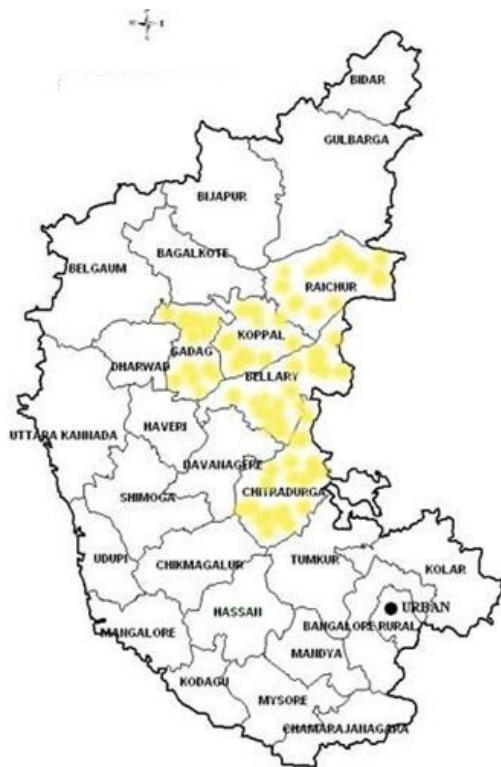 BIDAR
GULBARGA
BIJAPUR
BAGALKOTE
BELGAUM
RAICHUR
KOPPAL
GADAG
DHARWAD
BELLARY
HAVERI
UTTARA KANNADA
DAVANAGERE
CHITRADURGA
SHIMOGA
UDUPI
CHIKMAGALUR
TUMKUR
KOLAR
HASSAN
URBAN
BANGALORE RURAL
MANGALORE
MANDYA
KODAGU
MYSORE
CHAMARAJANAGARA